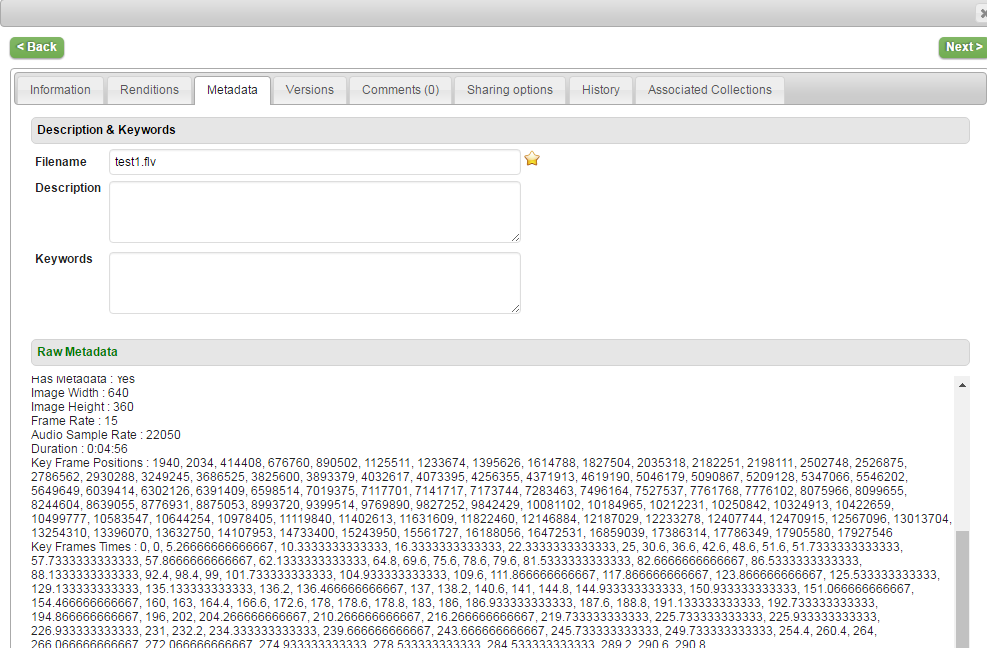 < Back
Next >
Information Renditions Metadata Versions Comments (0) Sharing options History Associated Collections
Description & Keywords
Filename test1.flv
Description
Keywords
Raw Metadata
Has Metadata : Yes
Image Width : 640
Image Height : 360
Frame Rate : 15
Audio Sample Rate : 22050
Duration : 0:04:56
Key Frame Positions : 1940, 2034, 414408, 676760, 890502, 1125511, 1233674, 1395626, 1614788, 1827504, 2035318, 2182251, 2198111, 2502748, 2526875,
2786562, 2930288, 3249245, 3686525, 3825600, 3893379, 4032617, 4073395, 4256355, 4371913, 4619190, 5046179, 5090867, 5209128, 5347066, 5546202,
5649649, 6039414, 6302126, 6391409, 6598514, 7019375, 7117701, 7141717, 7173744, 7283463, 7496164, 7527537, 7761768, 7776102, 8075966, 8099655,
8244604, 8639055, 8776931, 8875053, 8993720, 9399514, 9769890, 9827252, 9842429, 10081102, 10184965, 10212231, 10250842, 10324913, 10422659,
10499777, 10583547, 10644254, 10978405, 11119840, 11402613, 11631609, 11822460, 12146884, 12187029, 12233278, 12407744, 12470915, 12567096, 13013704,
13254310, 13396070, 13632750, 14107953, 14733400, 15243950, 15561727, 16188056, 16472531, 16859039, 17386314, 17786349, 17905580, 17927546
Key Frames Times : 0, 0, 5.26666666666667, 10.3333333333333, 16.3333333333333, 22.3333333333333, 25, 30.6, 36.6, 42.6, 48.6, 51.6, 51.7333333333333,
57.7333333333333, 57.8666666666667, 62.1333333333333, 64.8, 69.6, 75.6, 78.6, 79.6, 81.5333333333333, 82.6666666666667, 86.5333333333333,
88.1333333333333, 92.4, 98.4, 99, 101.733333333333, 104.933333333333, 109.6, 111.866666666667, 117.866666666667, 123.866666666667, 125.533333333333,
129.133333333333, 135.133333333333, 136.2, 136.466666666667, 137, 138.2, 140.6, 141, 144.8, 144.933333333333, 150.933333333333, 151.066666666667,
154.466666666667, 160, 163, 164.4, 166.6, 172.6, 178, 178.6, 178.8, 183, 186, 186.933333333333, 187.6, 188.8, 191.133333333333, 192.733333333333,
194.866666666667, 196, 202, 204.266666666667, 210.266666666667, 216.266666666667, 219.733333333333, 225.733333333333, 225.933333333333,
226.933333333333, 231, 232.2, 234.333333333333, 239.666666666667, 243.666666666667, 245.733333333333, 249.733333333333, 254.4, 260.4, 264,
266.066666666667, 272.066666666667, 274.933333333333, 278.533333333333, 284.533333333333, 289.2, 290.6, 290.8